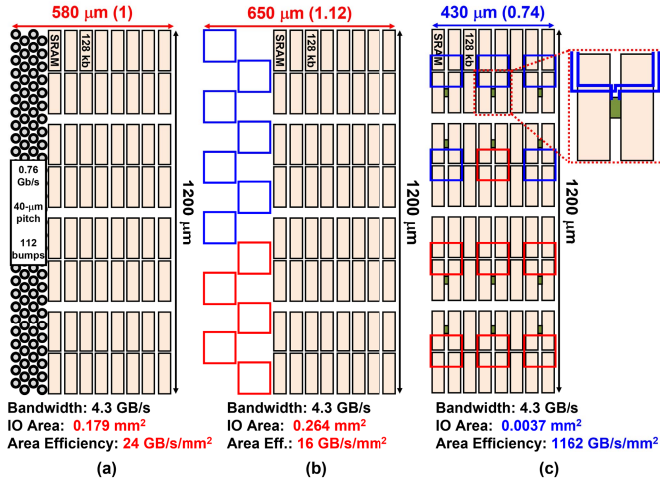 580 µm (1)
SRAM
128 kb
0.76
Gb/s
40-µm
pitch
112
bumps
1200 µm
Bandwidth: 4.3 GB/s
IO Area: 0.179 mm²
Area Efficiency: 24 GB/s/mm²
(a)
650 µm (1.12)
SRAM
128 kb
1200 µm
Bandwidth: 4.3 GB/s
IO Area: 0.264 mm²
Area Eff.: 16 GB/s/mm²
(b)
430 µm (0.74)
SRAM
128 kb
1200 µm
Bandwidth: 4.3 GB/s
IO Area: 0.0037 mm²
Area Efficiency: 1162 GB/s/mm²
(c)